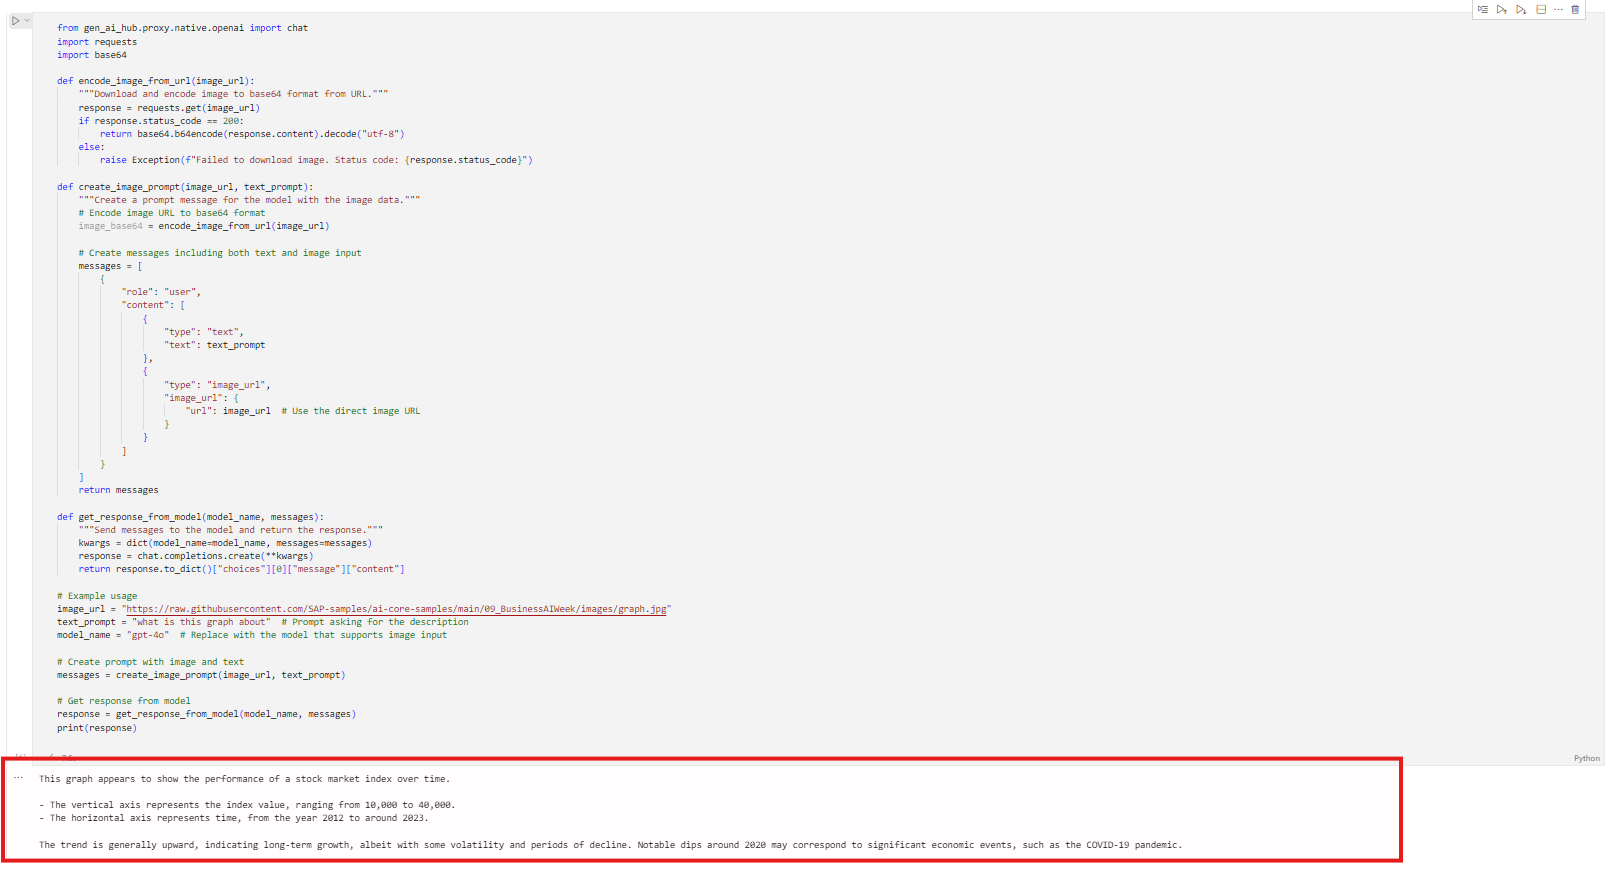 from gen_ai_hub.proxy.native.openai import chat
import requests
import base64
def encode_image_from_url(image_url):
"""Download and encode image to base64 format from URL."""
response = requests.get(image_url)
if response.status_code == 200:
return base64.b64encode(response.content).decode("utf-8")
else:
raise Exception(f"Failed to download image. Status code: {response.status_code}")
def create_image_prompt(image_url, text_prompt):
"""Create a prompt message for the model with the image data."""
# Encode image URL to base64 format
image_base64 = encode_image_from_url(image_url)
# Create messages including both text and image input
messages = [
{
"role": "user",
"content": [
{
"type": "text",
"text": text_prompt
},
{
"type": "image_url",
"image_url": {
"url": image_url  # Use the direct image URL
}
}
]
}
]
return messages
def get_response_from_model(model_name, messages):
"""Send messages to the model and return the response."""
kwargs = dict(model_name=model_name, messages=messages)
response = chat.completions.create(**kwargs)
return response.to_dict()["choices"][0]["message"]["content"]
# Example usage
image_url = "https://raw.githubusercontent.com/SAP-samples/ai-core-samples/main/09_BusinessAIWeek/images/graph.jpg"
text_prompt = "what is this graph about"  # Prompt asking for the description
model_name = "gpt-4o"  # Replace with the model that supports image input
# Create prompt with image and text
messages = create_image_prompt(image_url, text_prompt)
# Get response from model
response = get_response_from_model(model_name, messages)
print(response)
Python
This graph appears to show the performance of a stock market index over time.
- The vertical axis represents the index value, ranging from 10,000 to 40,000.
- The horizontal axis represents time, from the year 2012 to around 2023.
The trend is generally upward, indicating long-term growth, albeit with some volatility and periods of decline. Notable dips around 2020 may correspond to significant economic events, such as the COVID-19 pandemic.